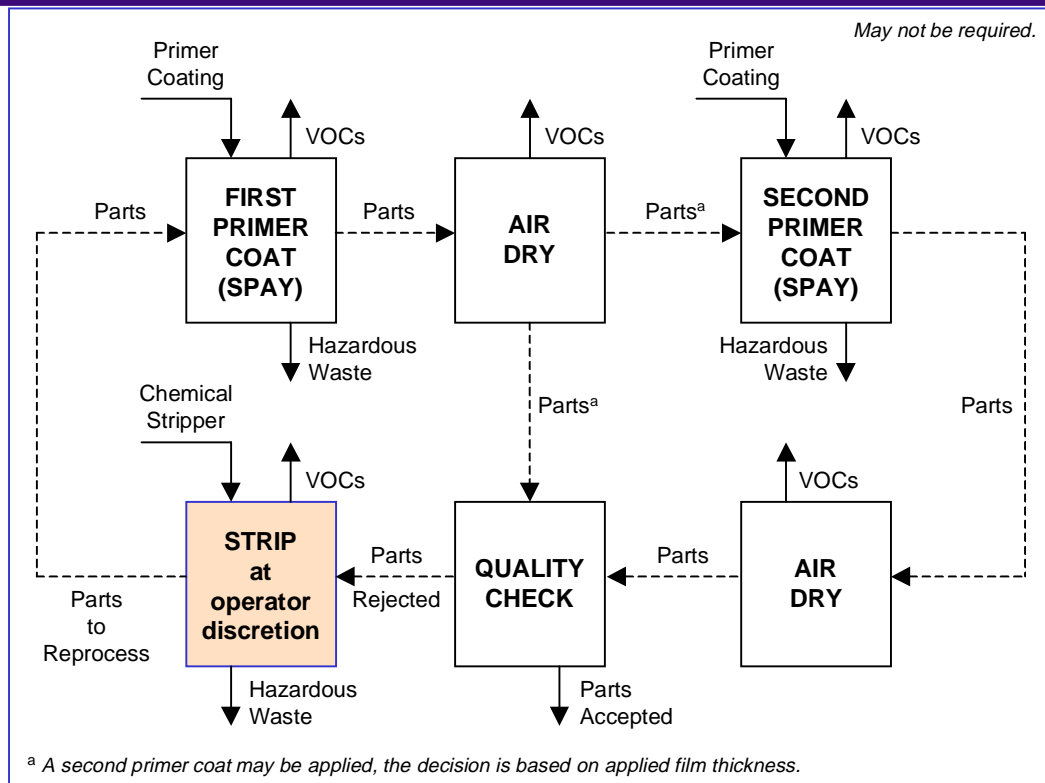 May not be required.
Primer
Coating
VOCs
VOCs
Primer
Coating
VOCs
Parts
FIRST
PRIMER
COAT
(SPAY)
Parts
AIR
DRY
Partsᵃ
SECOND
PRIMER
COAT
(SPAY)
Hazardous
Waste
Partsᵃ
Hazardous
Waste
Parts
Chemical
Stripper
VOCs
VOCs
STRIP
at
operator
discretion
Parts
Rejected
QUALITY
CHECK
Parts
AIR
DRY
Parts
to
Reprocess
Hazardous
Waste
Parts
Accepted
ᵃ A second primer coat may be applied, the decision is based on applied film thickness.